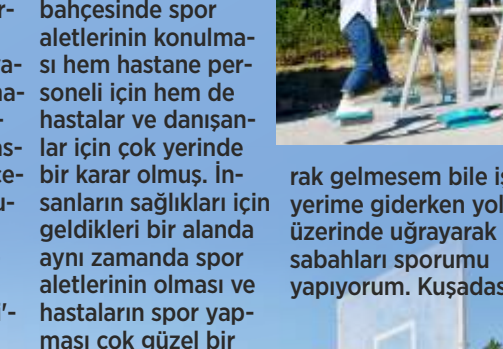 r-
a-
na-
-
as-
e-
u-
'-
bahçesinde spor
aletlerinin konulma-
sı hem hastane per-
soneli için hem de
hastalar ve danışan-
lar için çok yerinde
bir karar olmuş. İn-
sanların sağlıkları için
geldikleri bir alanda
aynı zamanda spor
aletlerinin olması ve
hastaların spor yap-
ması çok güzel bir
rak gelmesem bile iş
yerime giderken yol
üzerinde uğrayarak
sabahları sporumu
yapıyorum. Kuşadas